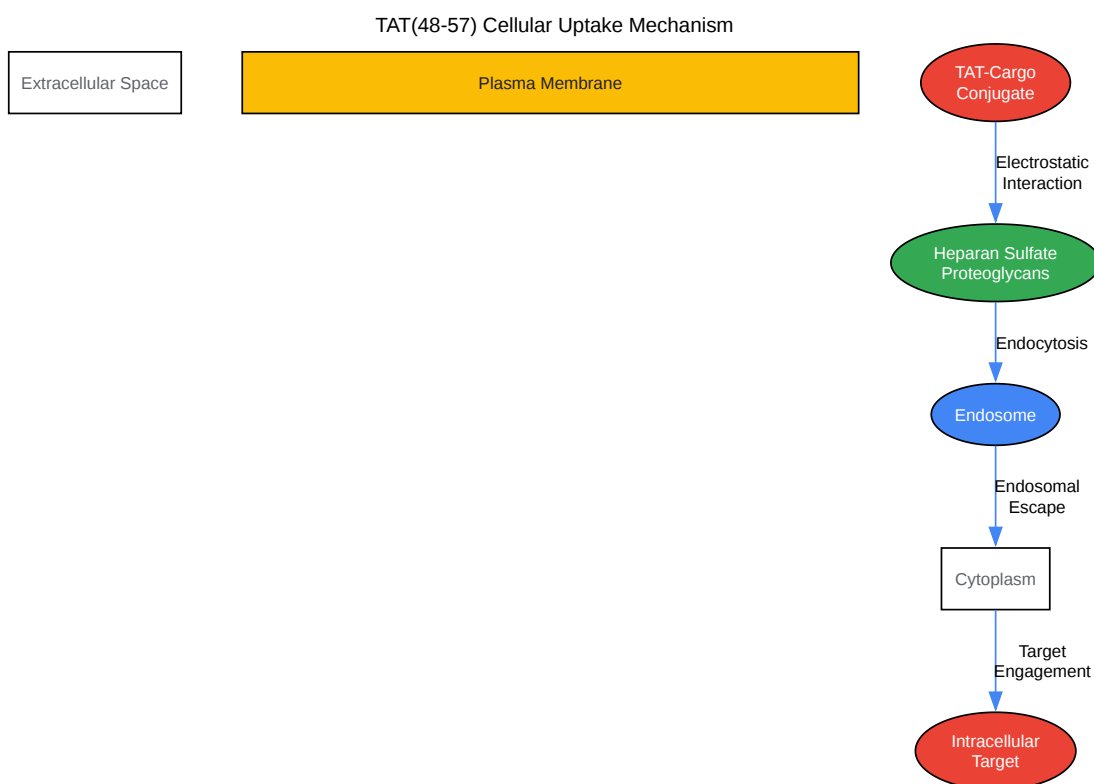 TAT(48-57) Cellular Uptake Mechanism
Extracellular Space
Plasma Membrane
TAT-Cargo
Conjugate
Electrostatic
Interaction
Heparan Sulfate
Proteoglycans
Endocytosis
Endosome
Endosomal
Escape
Cytoplasm
Target
Engagement
Intracellular
Target